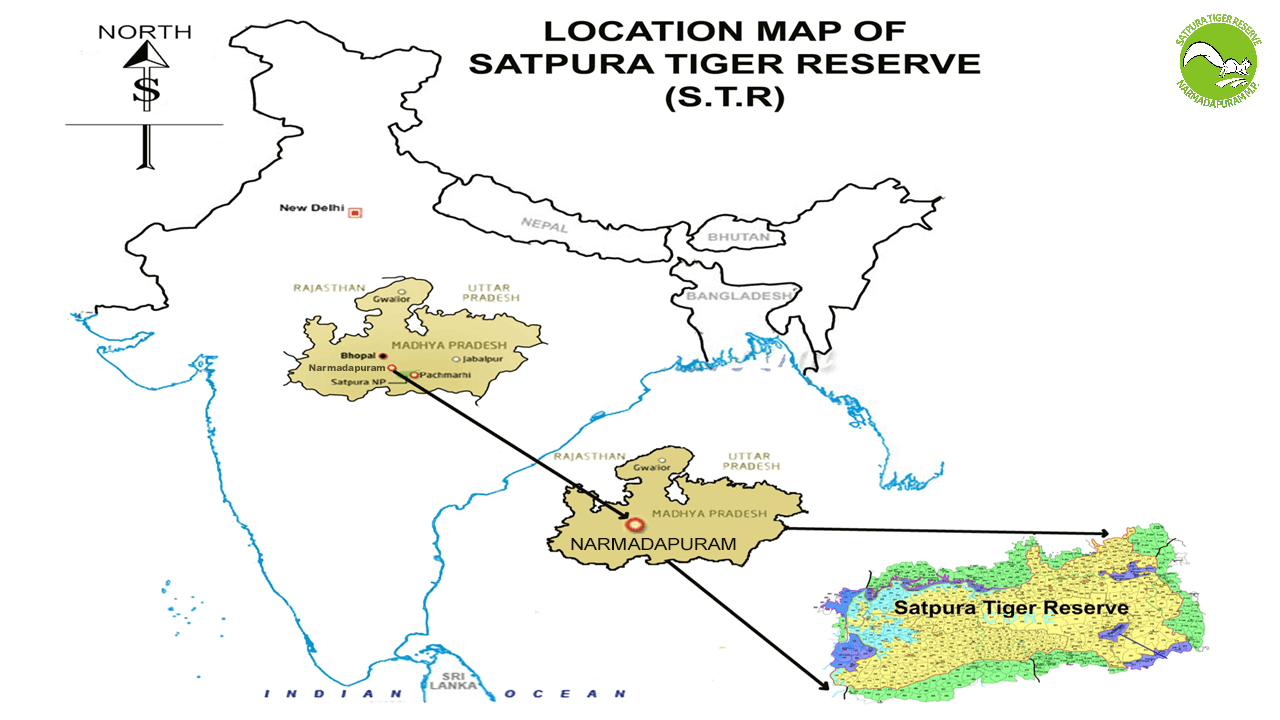 NORTH
S
LOCATION MAP OF
SATPURA TIGER RESERVE
(S.T.R)
SATPURA TIGER RESERVE
NARMADAPURAM M.P.
New Delhi
NEPAL
BHUTAN
BANGLADESH
RAJASTHAN
UTTAR
PRADESH
Gwalior
MADHYA PRADESH
Bhopal
Jabalpur
Narmadapuram
Pachmarhi
Satpura NP
RAJASTHAN
UTTAR
PRADESH
Gwalior
MADHYA PRADESH
NARMADAPURAM
Satpura Tiger Reserve
CORE
SRI
LANKA
INDIAN OCEAN